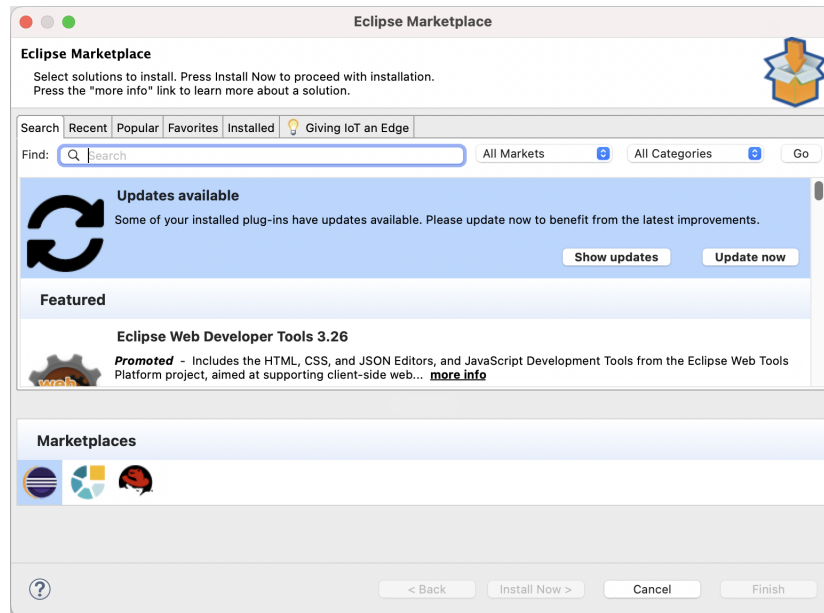 Eclipse Marketplace
Eclipse Marketplace
Select solutions to install. Press Install Now to proceed with installation.
Press the "more info" link to learn more about a solution.
Search Recent Popular Favorites Installed Giving IoT an Edge
Find: Search All Markets All Categories Go
Updates available
Some of your installed plug-ins have updates available. Please update now to benefit from the latest improvements.
Show updates Update now
Featured
Eclipse Web Developer Tools 3.26
Promoted - Includes the HTML, CSS, and JSON Editors, and JavaScript Development Tools from the Eclipse Web Tools
Platform project, aimed at supporting client-side web... more info
web
Marketplaces
? < Back Install Now > Cancel Finish